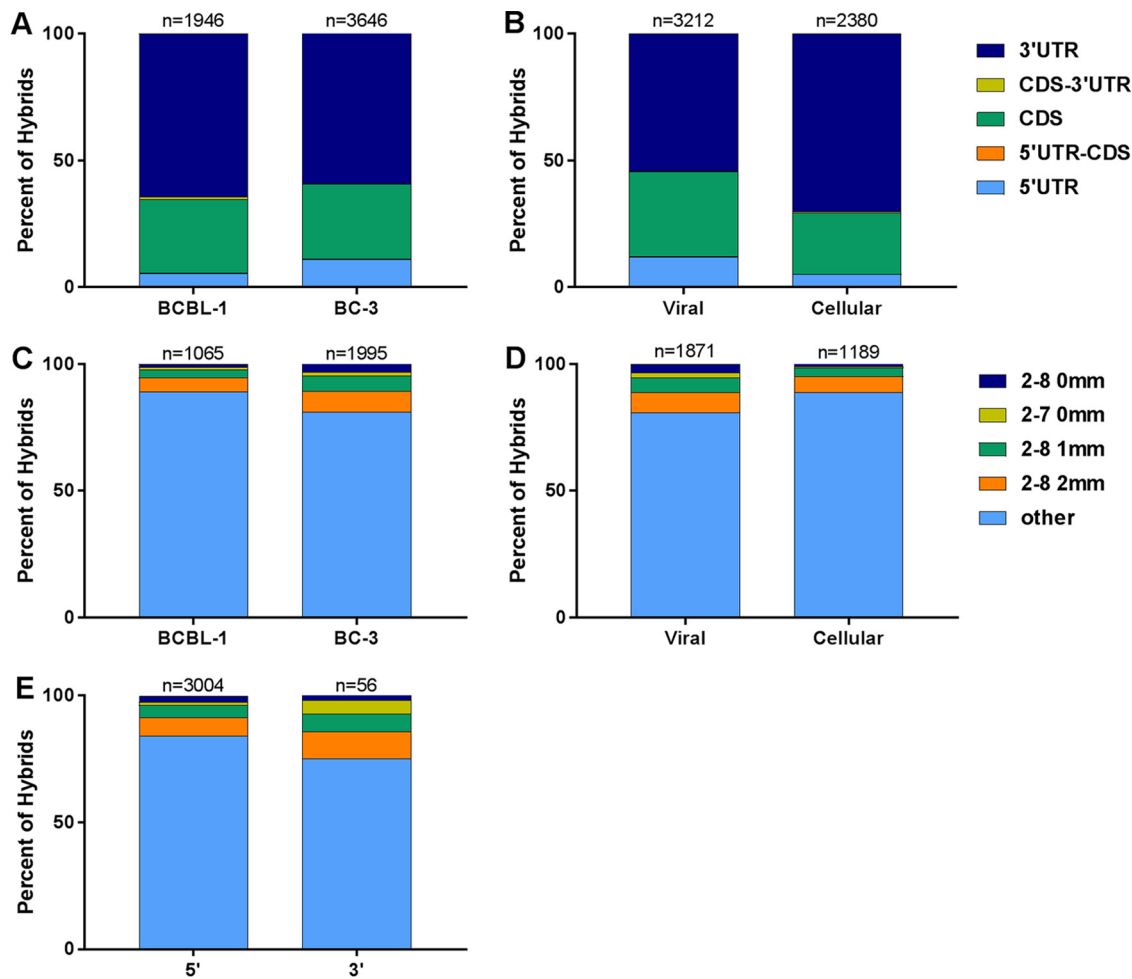 A
n=1946 n=3646
Percent of Hybrids
100
50
0
BCBL-1 BC-3
B
n=3212 n=2380
Percent of Hybrids
100
50
0
Viral Cellular
3'UTR
CDS-3'UTR
CDS
5'UTR-CDS
5'UTR
C
n=1065 n=1995
Percent of Hybrids
100
50
0
BCBL-1 BC-3
D
n=1871 n=1189
Percent of Hybrids
100
50
0
Viral Cellular
2-8 0mm
2-7 0mm
2-8 1mm
2-8 2mm
other
E
n=3004 n=56
Percent of Hybrids
100
50
0
5' 3'